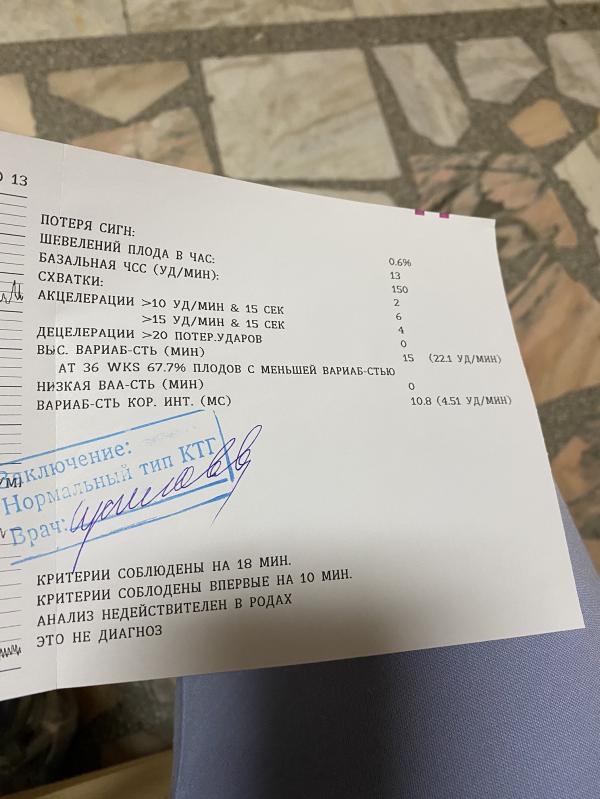 13
ПОТЕРЯ СИГН: 0.6%
ШЕВЕЛЕНИЙ ПЛОДА В ЧАС: 13
БАЗАЛЬНАЯ ЧСС (УД/МИН): 150
СХВАТКИ: 2
АКЦЕЛЕРАЦИИ >10 УД/МИН & 15 СЕК 6
>15 УД/МИН & 15 СЕК 4
ДЕЦЕЛЕРАЦИИ >20 ПОТЕР.УДАРОВ 0
ВЫС. ВАРИАБ-СТЬ (МИН) 15 (22.1 УД/МИН)
AT 36 WKS 67.7% ПЛОДОВ С МЕНЬШЕЙ ВАРИАБ-СТЬЮ
НИЗКАЯ ВАА-СТЬ (МИН) 0
ВАРИАБ-СТЬ КОР. ИНТ. (МС) 10.8 (4.51 УД/МИН)
Заключение:
Нормальный тип КТГ
Врач:
КРИТЕРИИ СОБЛЮДЕНЫ НА 18 МИН.
КРИТЕРИИ СОБЛОДЕНЫ ВПЕРВЫЕ НА 10 МИН.
АНАЛИЗ НЕДЕЙСТВИТЕЛЕН В РОДАХ
ЭТО НЕ ДИАГНОЗ